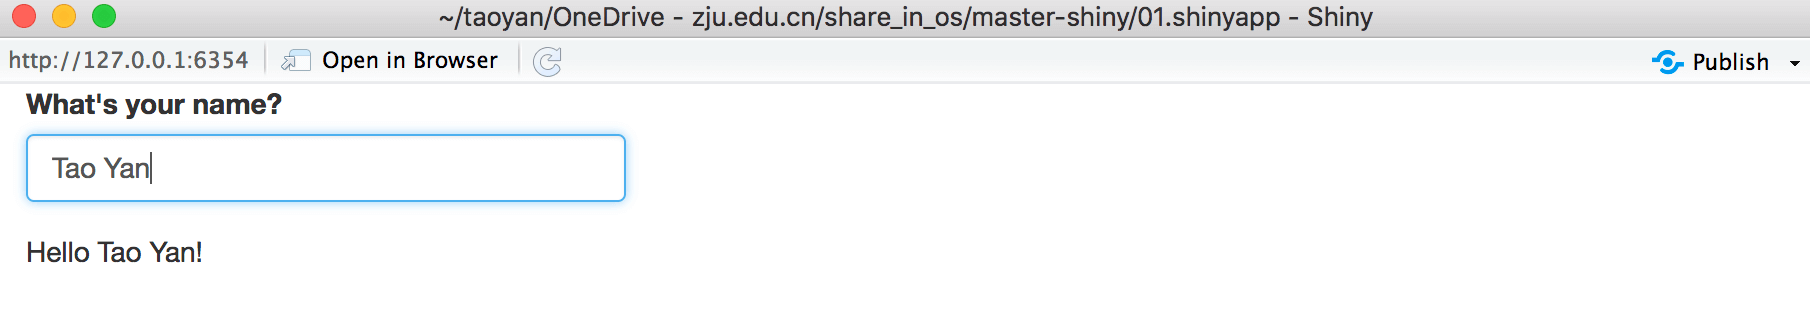 ~/taoyan/OneDrive - zju.edu.cn/share_in_os/master-shiny/01.shinyapp - Shiny
http://127.0.0.1:6354 Open in Browser Publish
What's your name?
Tao Yan
Hello Tao Yan!